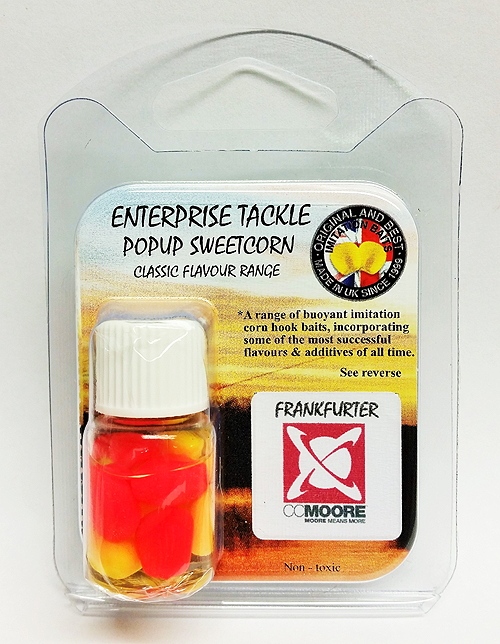 ENTERPRISE TACKLE
POPUP SWEETCORN
CLASSIC FLAVOUR RANGE
ORIGINAL AND BEST
IMITATION BAITS
MADE IN UK SINCE 1999
*A range of buoyant imitation
corn hook baits, incorporating
some of the most successful
flavours & additives of all time.
See reverse
FRANKFURTER
CCMOORE
MOORE MEANS MORE
Non - toxic